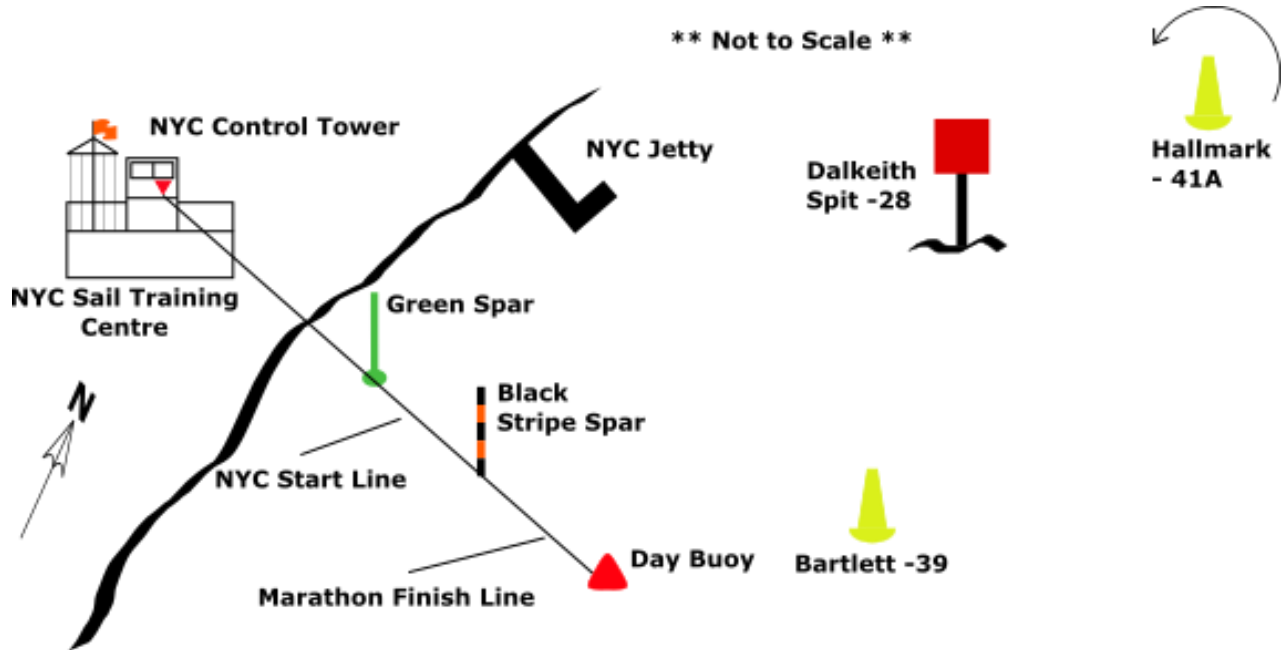 ** Not to Scale **
NYC Control Tower
NYC Jetty
Dalkeith
Spit -28
Hallmark
- 41A
NYC Sail Training
Centre
Green Spar
N
Black
Stripe Spar
NYC Start Line
Day Buoy
Bartlett -39
Marathon Finish Line